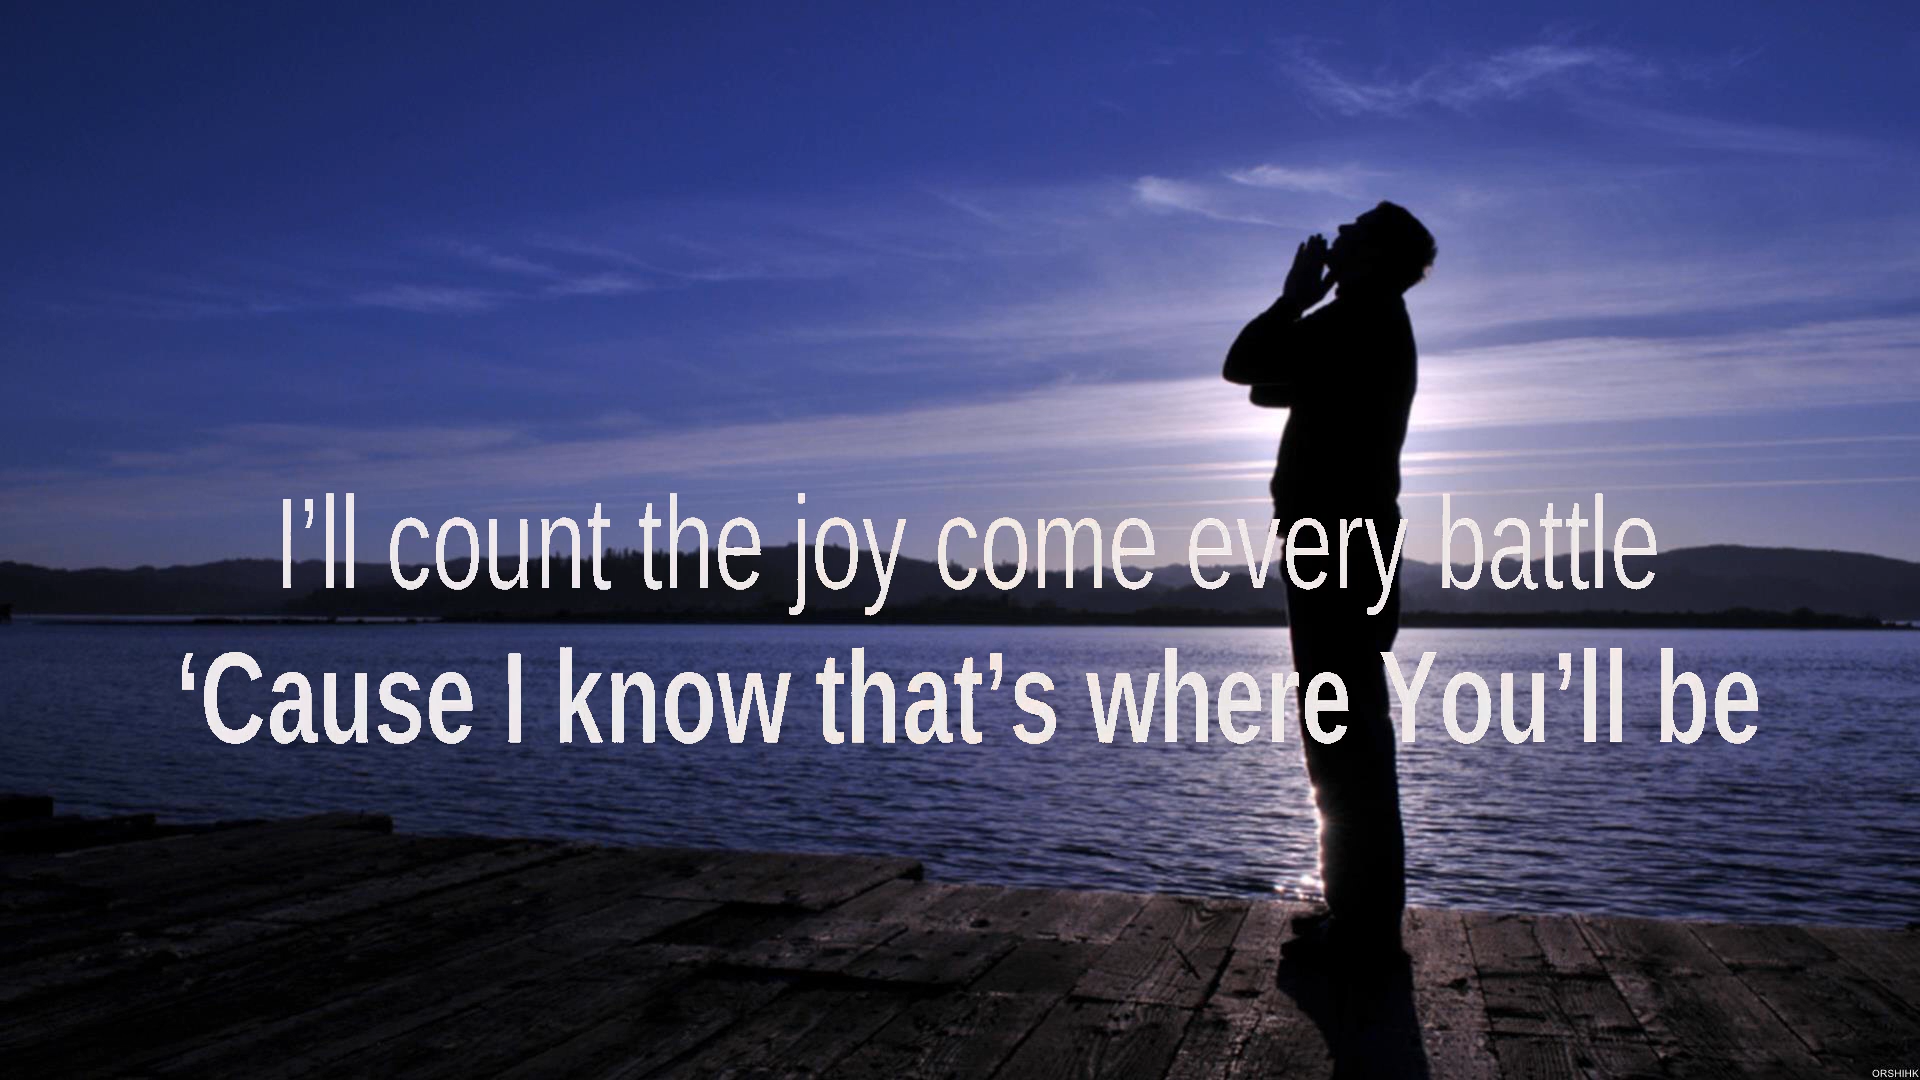 I’ll count the joy come every battle
‘Cause I know that’s where You’ll be
ORSHIHK